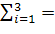 ∑³ᵢ₌₁ =